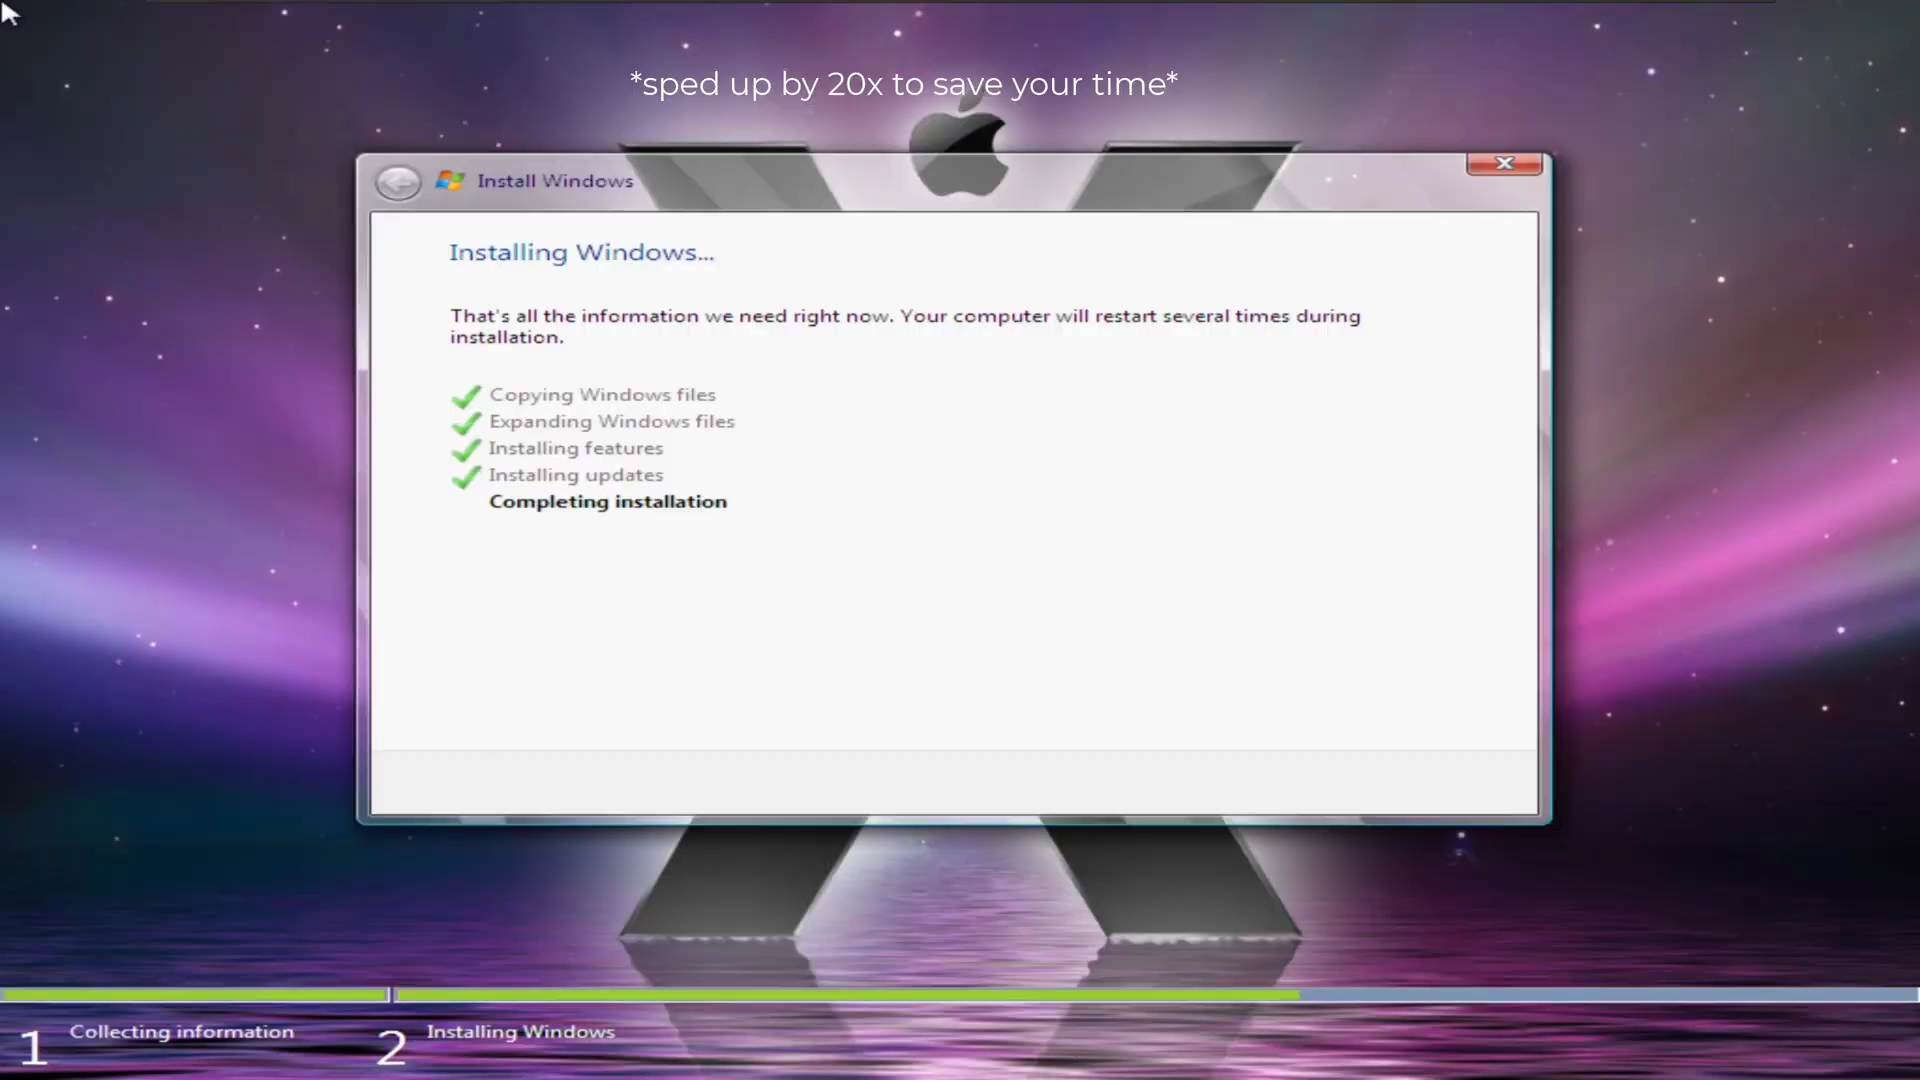 *sped up by 20x to save your time*
Install Windows
Installing Windows...
That's all the information we need right now. Your computer will restart several times during
installation.
Copying Windows files
Expanding Windows files
Installing features
Installing updates
Completing installation
1 Collecting information
2 Installing Windows